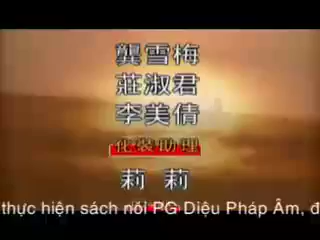 龔雪梅
莊淑君
李美倩
化裝助理
莉 莉
thực hiện sách nói PG Diệu Pháp Âm, đ